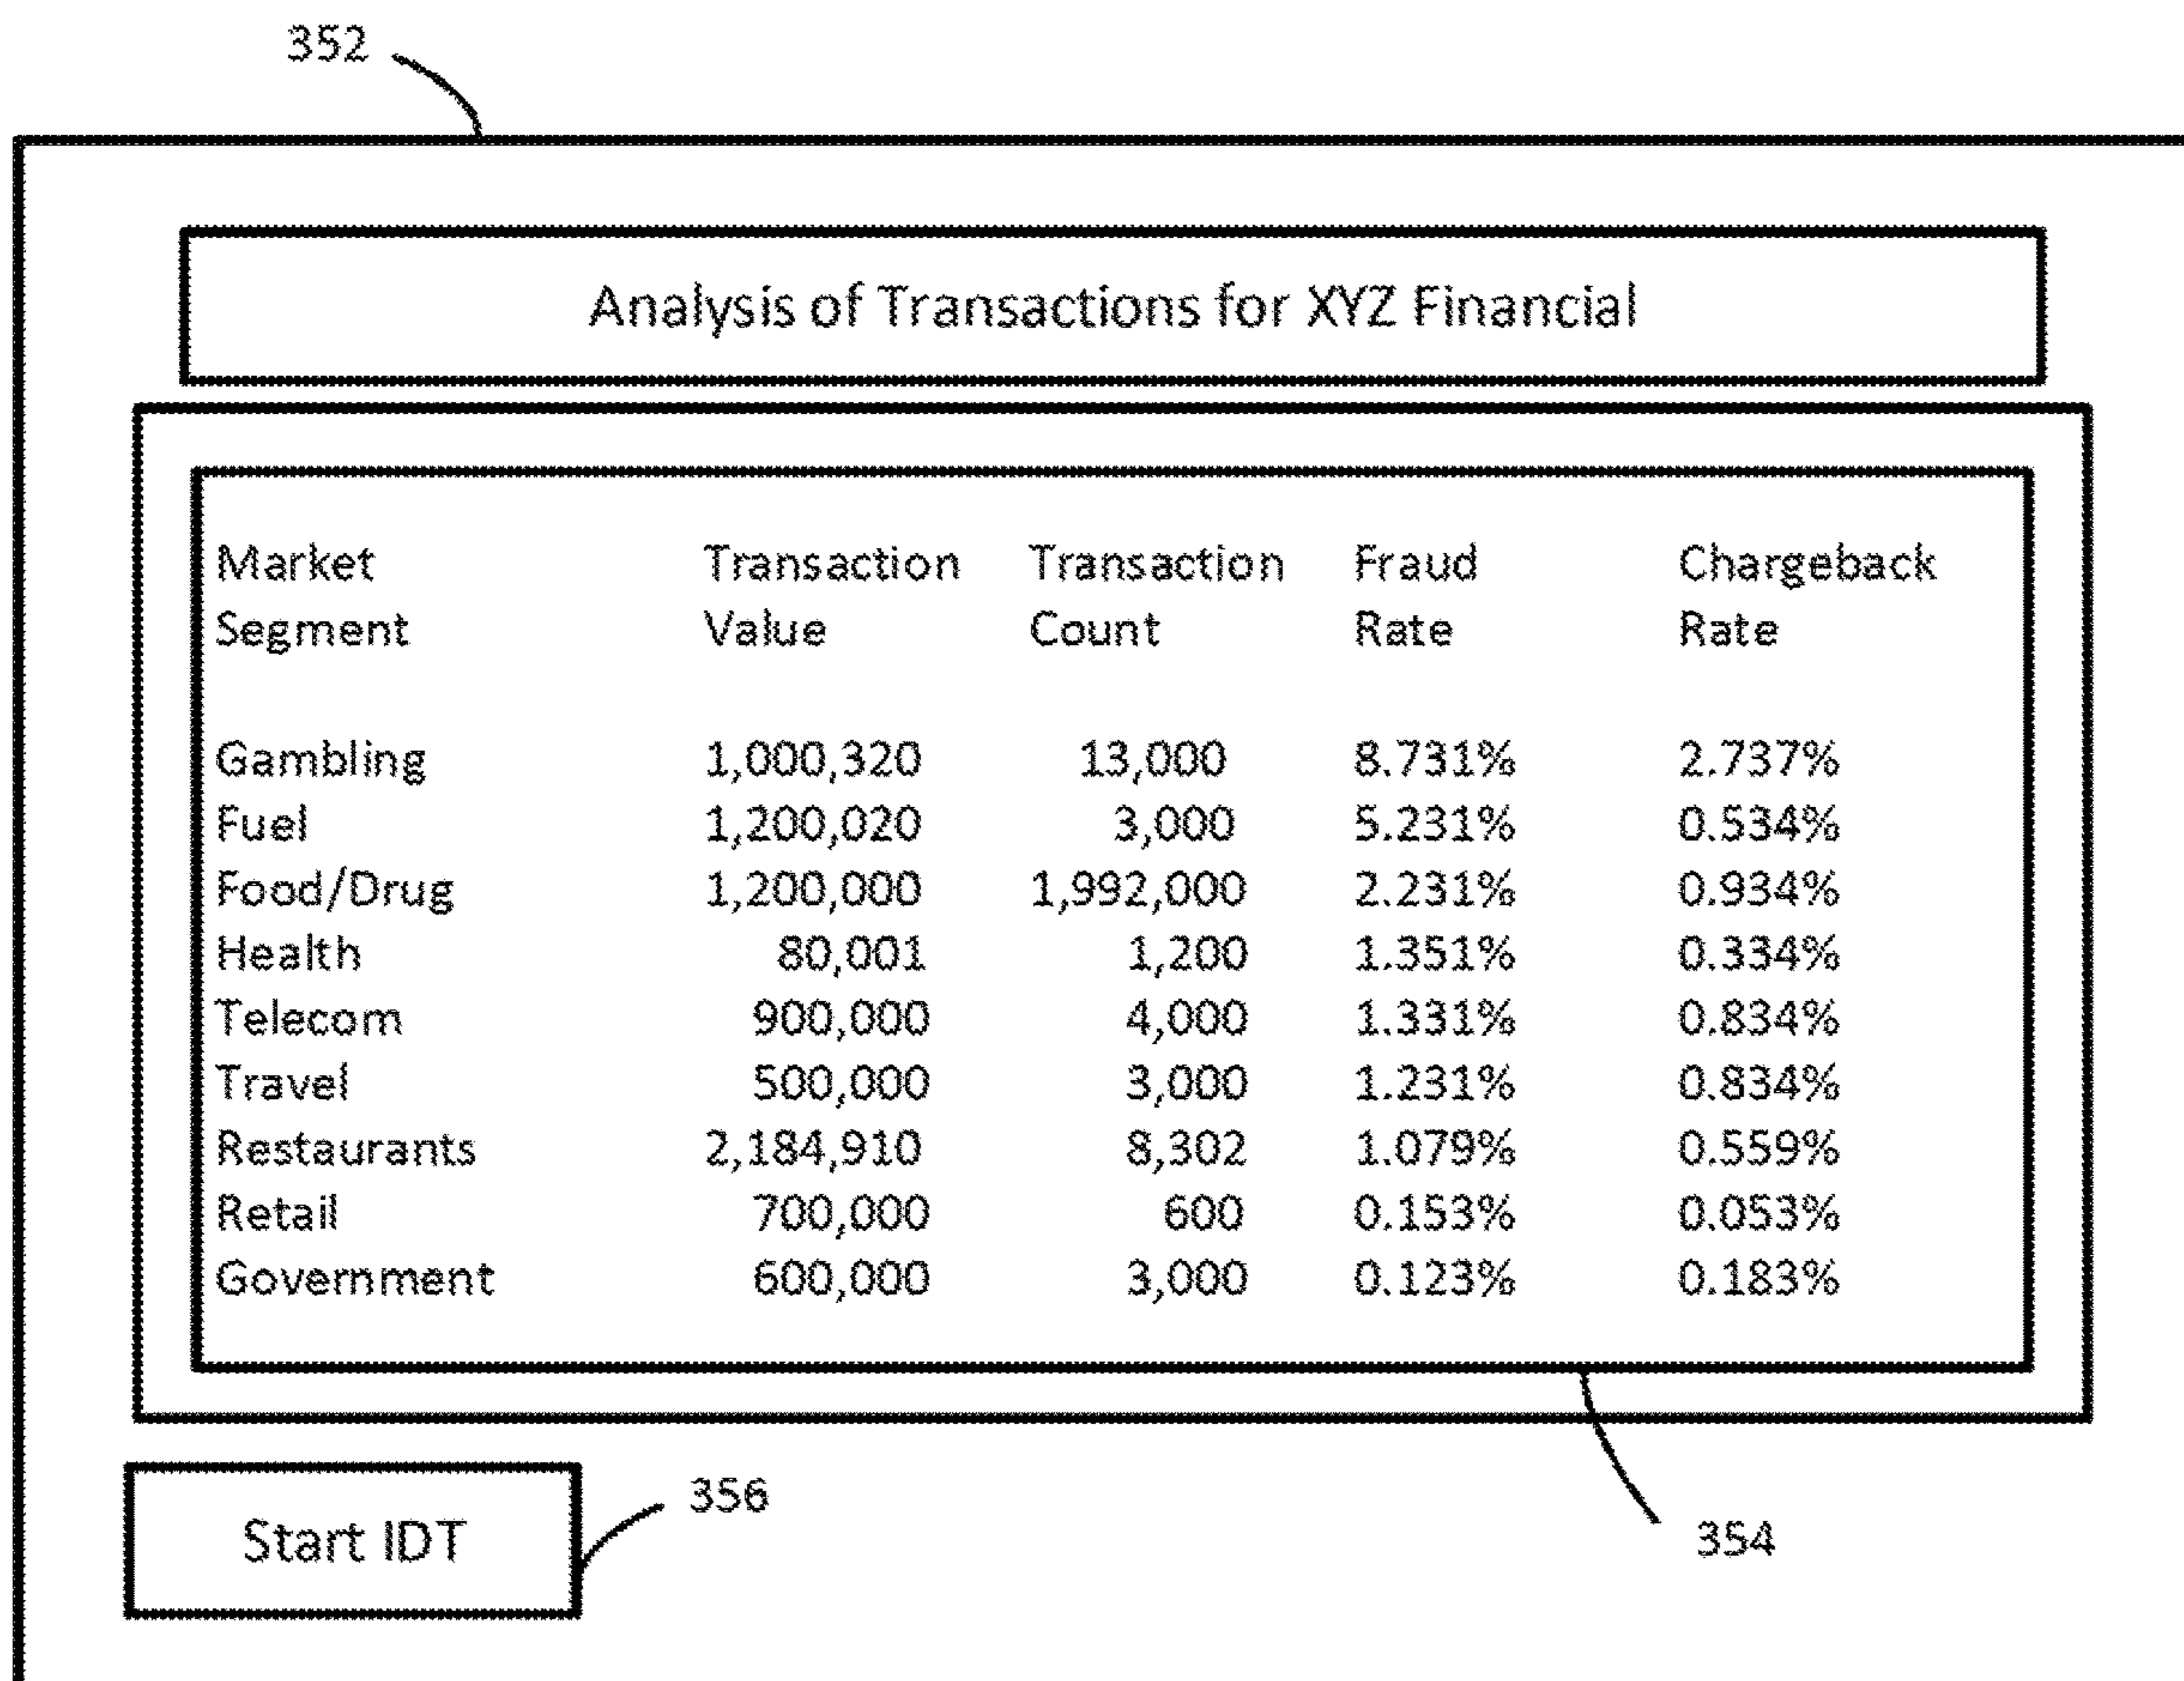 352
Analysis of Transactions for XYZ Financial
Market Transaction Transaction Fraud Chargeback
Segment Value Count Rate Rate
Gambling 1,000,320 13,000 8.731% 2.737%
Fuel 1,200,020 3,000 5.231% 0.534%
Food/Drug 1,200,000 1,992,000 2.231% 0.934%
Health 80,001 1,200 1.351% 0.334%
Telecom 900,000 4,000 1.331% 0.834%
Travel 500,000 3,000 1.231% 0.834%
Restaurants 2,184,910 8,302 1.079% 0.559%
Retail 700,000 600 0.153% 0.053%
Government 600,000 3,000 0.123% 0.183%
356
Start IDT
354